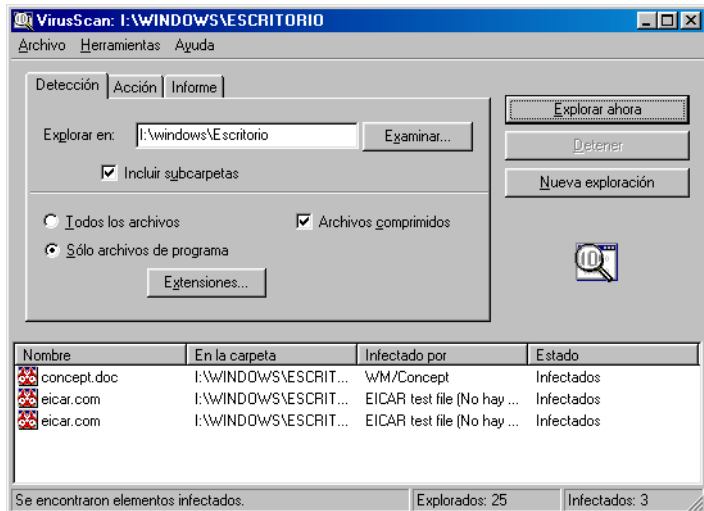 VirusScan: I:\WINDOWS\ESCRITORIO
Archivo Herramientas Ayuda
Detección Acción Informe
Explorar en: I:\windows\Escritorio Examinar...
Incluir subcarpetas
Todos los archivos Archivos comprimidos
Sólo archivos de programa
Extensiones...
Explorar ahora
Detener
Nueva exploración
Nombre En la carpeta Infectado por Estado
concept.doc I:\WINDOWS\ESCRIT... WM/Concept Infectados
eicar.com I:\WINDOWS\ESCRIT... EICAR test file (No hay ... Infectados
eicar.com I:\WINDOWS\ESCRIT... EICAR test file (No hay ... Infectados
Se encontraron elementos infectados. Explorados: 25 Infectados: 3